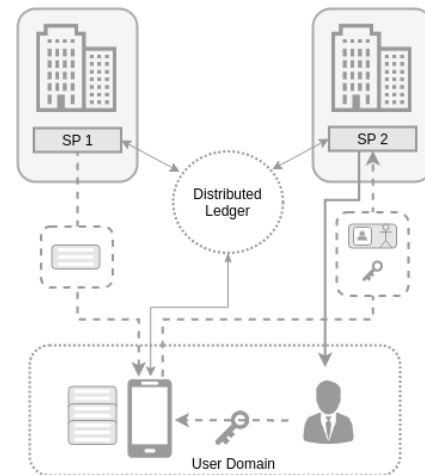 SP 1
SP 2
Distributed
Ledger
User Domain